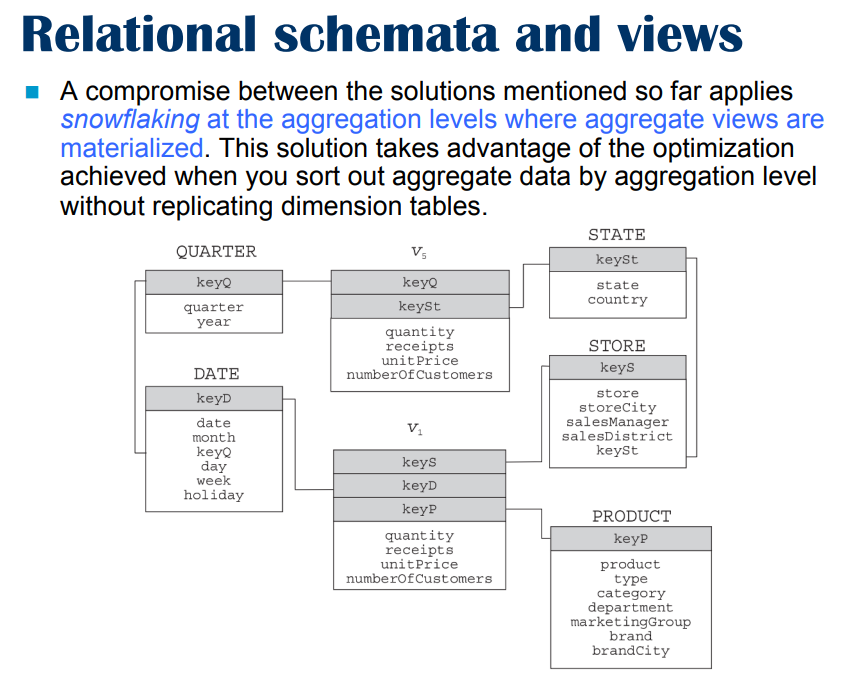 Relational schemata and views
A compromise between the solutions mentioned so far applies
snowflaking at the aggregation levels where aggregate views are
materialized. This solution takes advantage of the optimization
achieved when you sort out aggregate data by aggregation level
without replicating dimension tables.
QUARTER
keyQ
quarter
year
V5
keyQ
keySt
quantity
receipts
unitPrice
numberOfCustomers
STATE
keySt
state
country
DATE
keyD
date
month
keyQ
day
week
holiday
V1
keyS
keyD
keyP
quantity
receipts
unitPrice
numberOfCustomers
STORE
keyS
store
storeCity
salesManager
salesDistrict
keySt
PRODUCT
keyP
product
type
category
department
marketingGroup
brand
brandCity